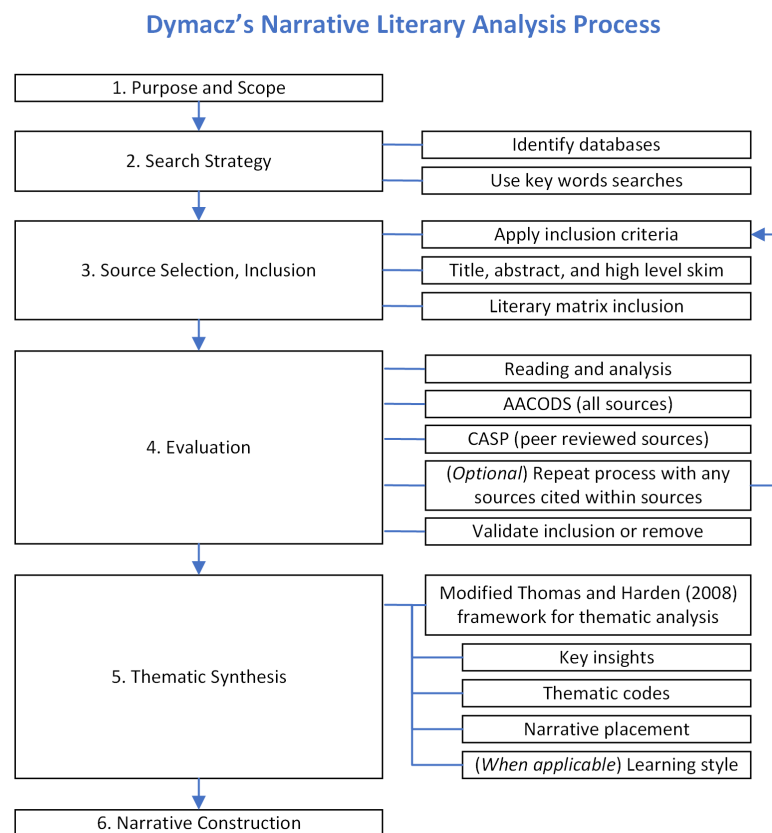 Dymacz’s Narrative Literary Analysis Process
1. Purpose and Scope
2. Search Strategy
Identify databases
Use key words searches
3. Source Selection, Inclusion
Apply inclusion criteria
Title, abstract, and high level skim
Literary matrix inclusion
4. Evaluation
Reading and analysis
AACODS (all sources)
CASP (peer reviewed sources)
(Optional) Repeat process with any
sources cited within sources
Validate inclusion or remove
5. Thematic Synthesis
Modified Thomas and Harden (2008)
framework for thematic analysis
Key insights
Thematic codes
Narrative placement
(When applicable) Learning style
6. Narrative Construction